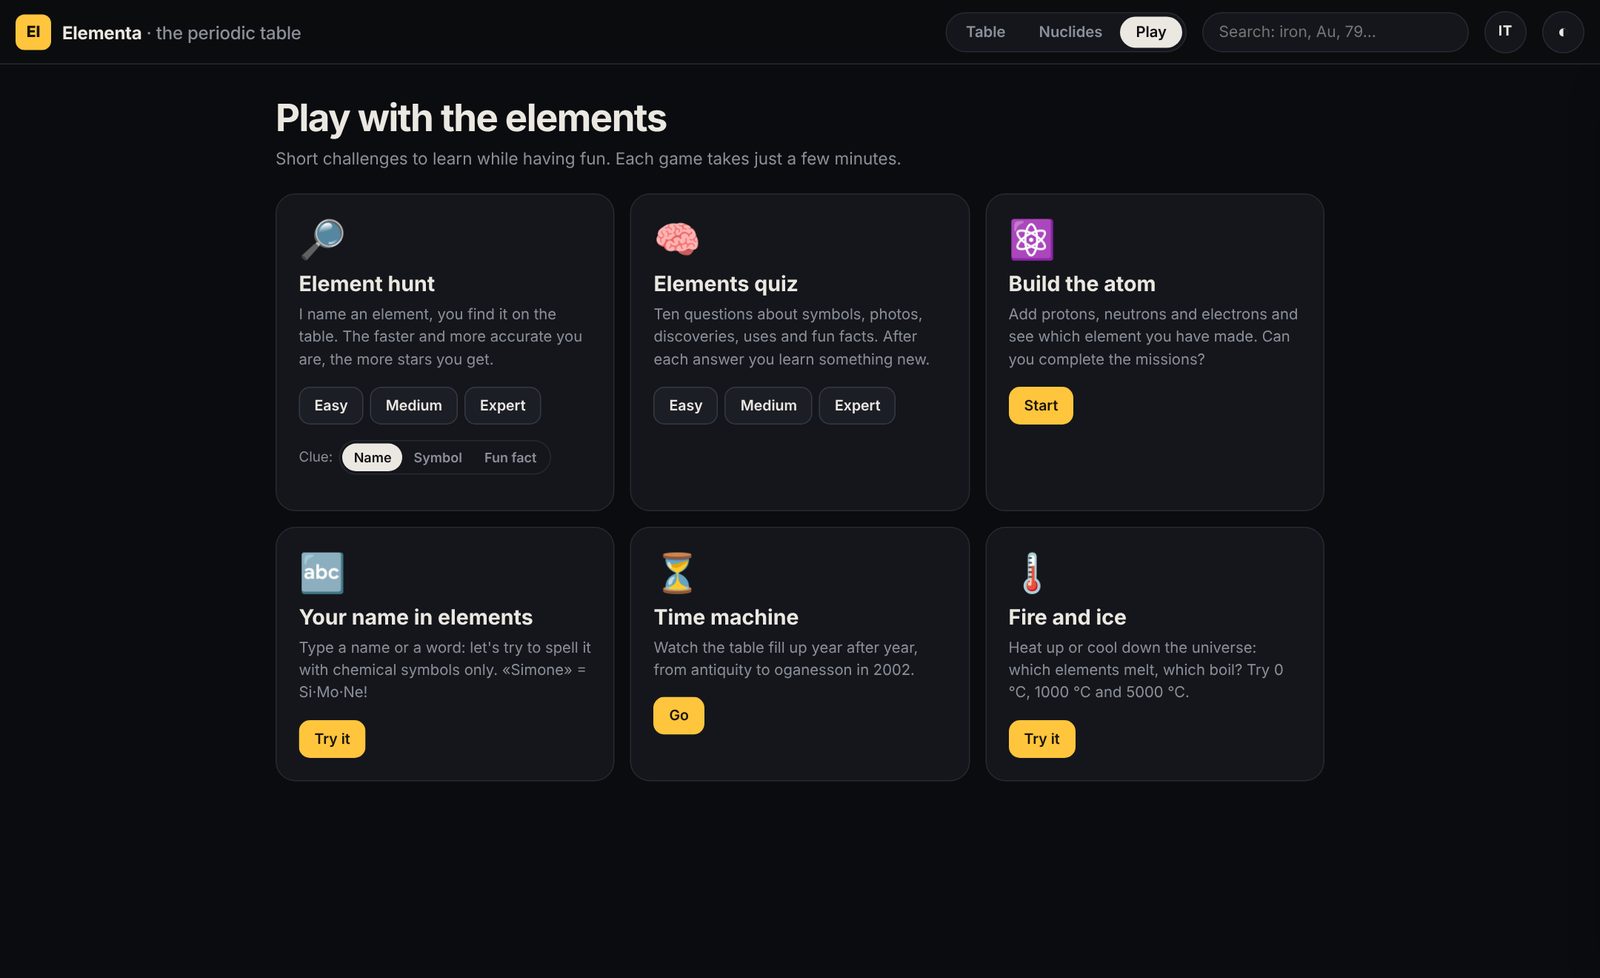 El Elementa · the periodic table
Table Nuclides Play
Search: iron, Au, 79...
IT
Play with the elements
Short challenges to learn while having fun. Each game takes just a few minutes.
Element hunt
I name an element, you find it on the
table. The faster and more accurate you
are, the more stars you get.
Easy Medium Expert
Clue: Name Symbol Fun fact
Elements quiz
Ten questions about symbols, photos,
discoveries, uses and fun facts. After
each answer you learn something new.
Easy Medium Expert
Build the atom
Add protons, neutrons and electrons and
see which element you have made. Can
you complete the missions?
Start
abc
Your name in elements
Type a name or a word: let's try to spell it
with chemical symbols only. «Simone» =
Si·Mo·Ne!
Try it
Time machine
Watch the table fill up year after year,
from antiquity to oganesson in 2002.
Go
Fire and ice
Heat up or cool down the universe:
which elements melt, which boil? Try 0
°C, 1000 °C and 5000 °C.
Try it